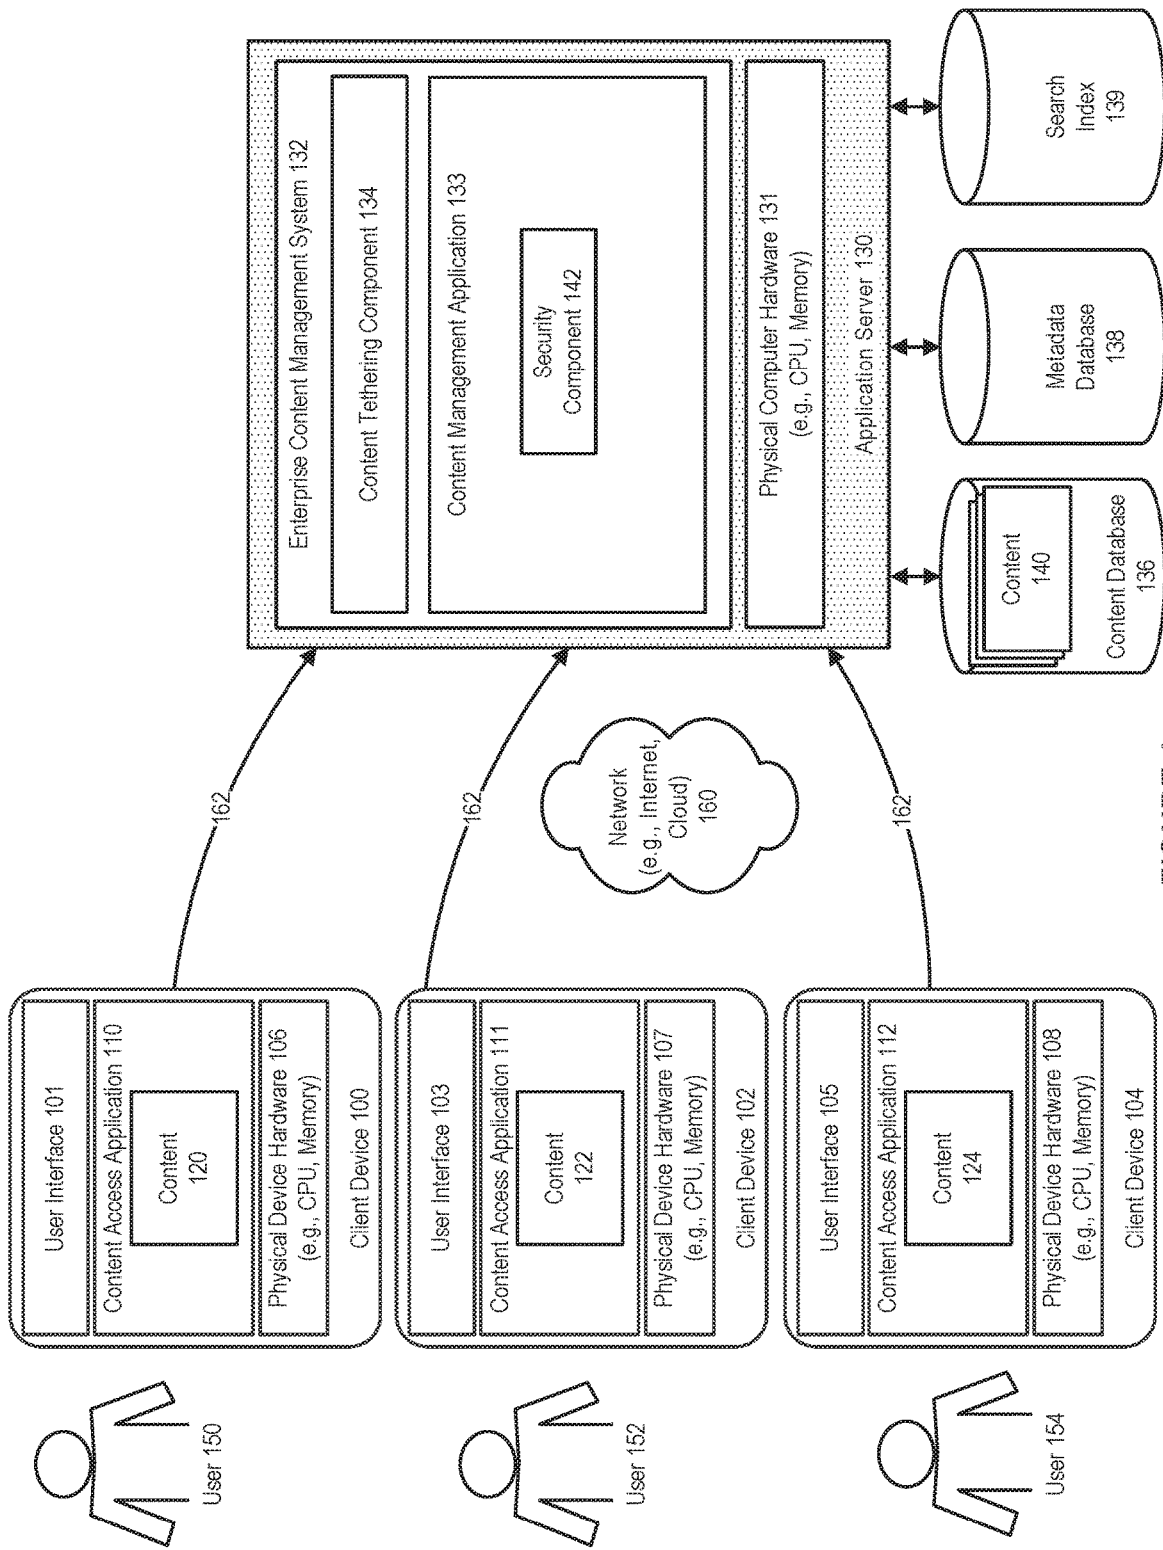 User 150
User Interface 101
Content Access Application 110
Content
120
Physical Device Hardware 106
(e.g., CPU, Memory)
Client Device 100
User 152
User Interface 103
Content Access Application 111
Content
122
Physical Device Hardware 107
(e.g., CPU, Memory)
Client Device 102
User 154
User Interface 105
Content Access Application 112
Content
124
Physical Device Hardware 108
(e.g., CPU, Memory)
Client Device 104
162
162
162
Network
(e.g., Internet,
Cloud)
160
Enterprise Content Management System 132
Content Tethering Component 134
Content Management Application 133
Security
Component 142
Physical Computer Hardware 131
(e.g., CPU, Memory)
Application Server 130
Content
140
Content Database
136
Metadata
Database
138
Search
Index
139